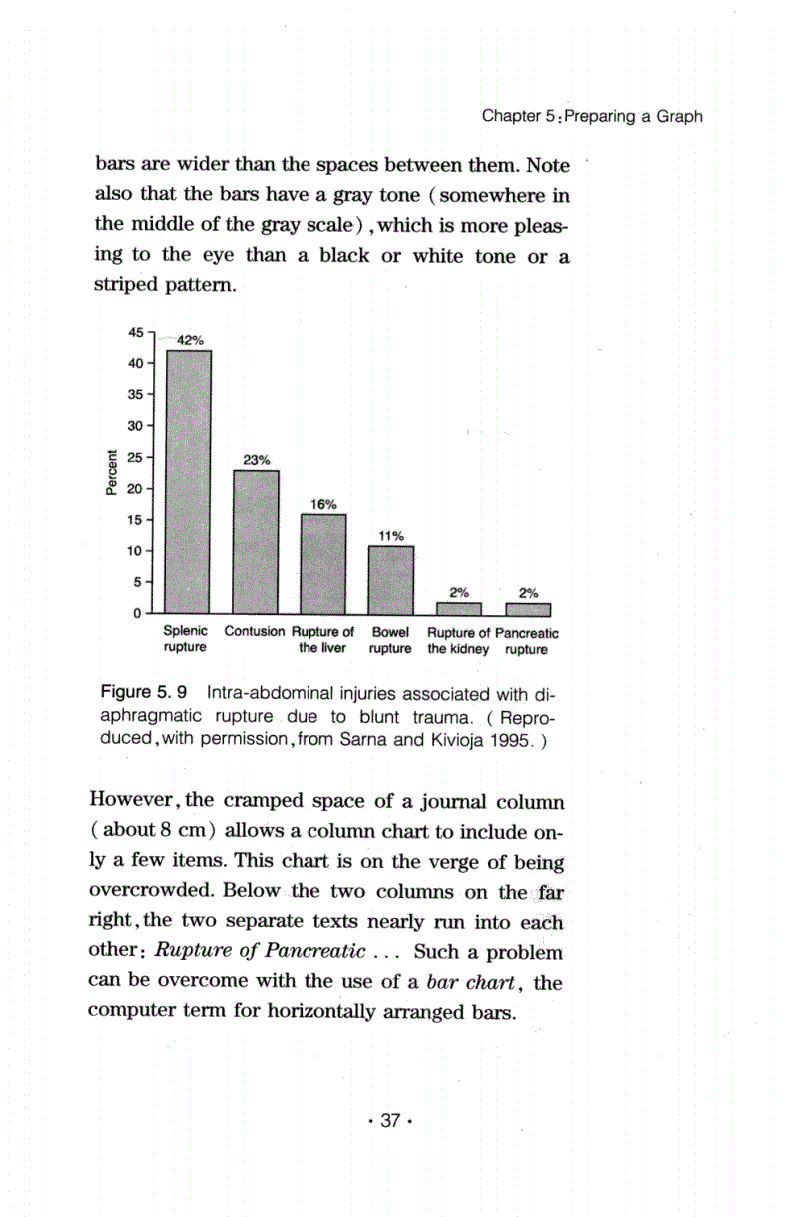 Chapter 5:Preparing a Graph
bars are wider than the spaces between them. Note
also that the bars have a gray tone (somewhere in
the middle of the gray scale), which is more pleas-
ing to the eye than a black or white tone or a
striped pattern.
45
40
35
30
25
20
15
10
5
0
Percent
42%
23%
16%
11%
2%
2%
Splenic Contusion Rupture of Bowel Rupture of Pancreatic
rupture the liver rupture the kidney rupture
Figure 5. 9 Intra-abdominal injuries associated with di-
aphragmatic rupture due to blunt trauma. ( Repro-
duced, with permission, from Sarna and Kivioja 1995. )
However, the cramped space of a journal column
( about 8 cm) allows a column chart to include on-
ly a few items. This chart is on the verge of being
overcrowded. Below the two columns on the far
right, the two separate texts nearly run into each
other: Rupture of Pancreatic ... Such a problem
can be overcome with the use of a bar chart, the
computer term for horizontally arranged bars.
· 37 ·